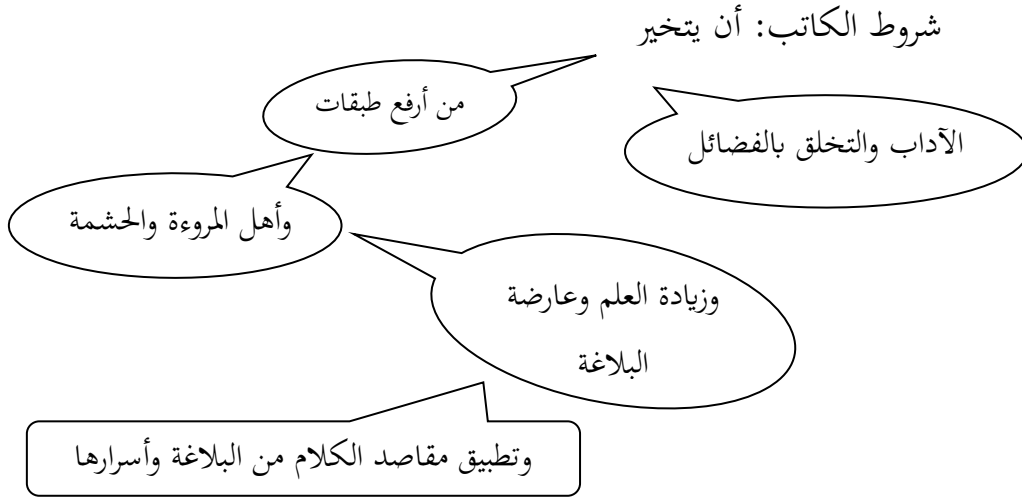 شروط الكاتب: أن يتخير
من أرفع طبقات
الآداب والتخلق بالفضائل
وأهل المروءة والحشمة
وزيادة العلم وعارضة
البلاغة
وتطبيق مقاصد الكلام من البلاغة وأسرارها